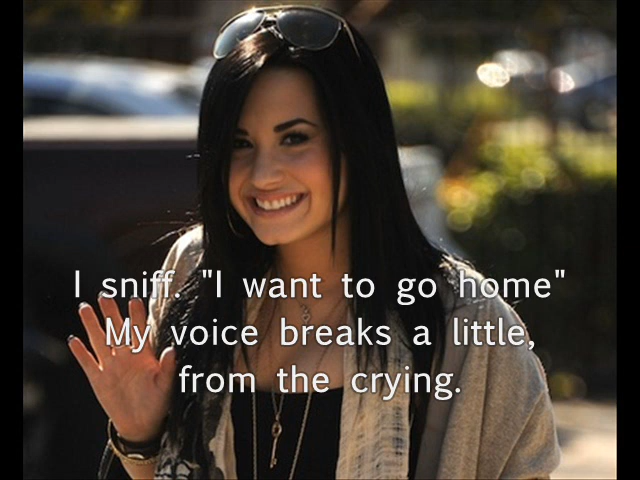 I sniff. "I want to go home"
My voice breaks a little,
from the crying.